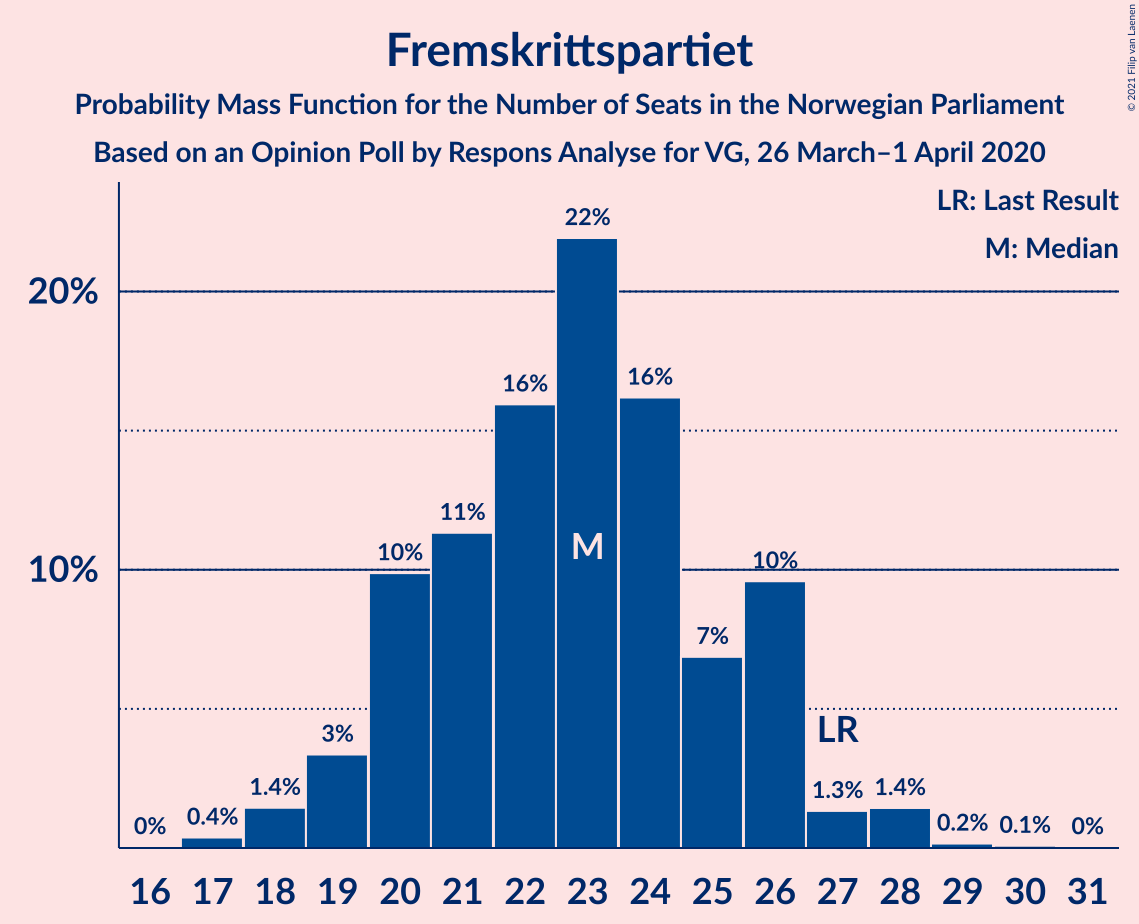 Fremskrittspartiet
Probability Mass Function for the Number of Seats in the Norwegian Parliament
Based on an Opinion Poll by Respons Analyse for VG, 26 March–1 April 2020
© 2021 Filip van Laenen
LR: Last Result
M: Median
20%
10%
0%
0.4%
1.4%
3%
10%
11%
16%
22%
16%
7%
10%
1.3%
1.4%
0.2%
0.1%
0%
M
LR
16 17 18 19 20 21 22 23 24 25 26 27 28 29 30 31